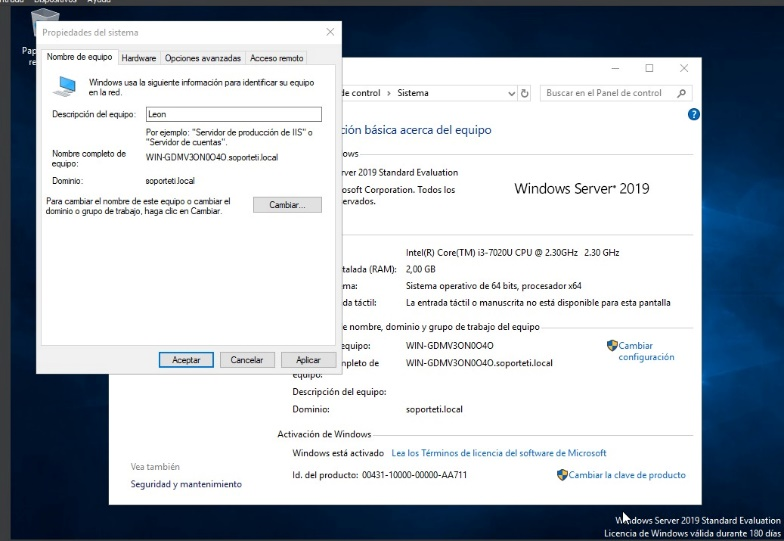 Dispositivos Ayuda
Propiedades del sistema
Nombre de equipo Hardware Opciones avanzadas Acceso remoto
Windows usa la siguiente información para identificar su equipo
en la red.
Descripción del equipo: Leon
Por ejemplo: "Servidor de producción de IIS" o
"Servidor de cuentas".
Nombre completo de
equipo:
WIN-GDMV3ON0O4O.soporteti.local
Dominio: soporteti.local
Para cambiar el nombre de este equipo o cambiar el
dominio o grupo de trabajo, haga clic en Cambiar.
Cambiar...
Aceptar Cancelar Aplicar
de control > Sistema
Buscar en el Panel de control
ción básica acerca del equipo
ows
rver 2019 Standard Evaluation
osoft Corporation. Todos los
ervados.
Windows Server® 2019
Intel(R) Core(TM) i3-7020U CPU @ 2.30GHz 2.30 GHz
talada (RAM): 2,00 GB
ma: Sistema operativo de 64 bits, procesador x64
da táctil: La entrada táctil o manuscrita no está disponible para esta pantalla
e nombre, dominio y grupo de trabajo del equipo
equipo: WIN-GDMV3ON0O4O
Cambiar
configuración
pleto de WIN-GDMV3ON0O4O.soporteti.local
equipo:
Descripción del equipo:
Dominio: soporteti.local
Activación de Windows
Windows está activado Lea los Términos de licencia del software de Microsoft
Id. del producto: 00431-10000-00000-AA711
Cambiar la clave de producto
Vea también
Seguridad y mantenimiento
Windows Server 2019 Standard Evaluation
Licencia de Windows válida durante 180 días